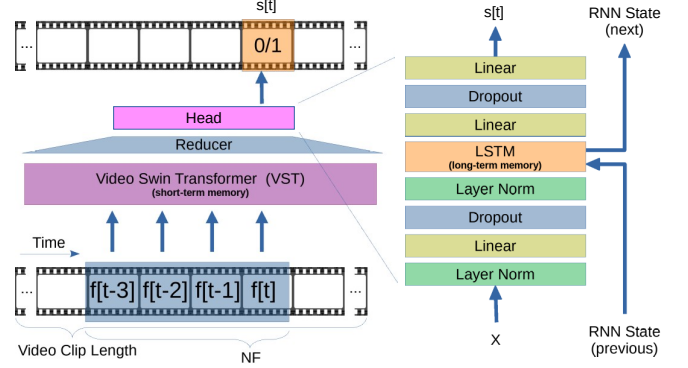 s[t]
... 0/1 ...
Head
Reducer
Video Swin Transformer (VST)
(short-term memory)
Time
... f[t-3] f[t-2] f[t-1] f[t] ...
Video Clip Length
NF
s[t]
RNN State
(next)
Linear
Dropout
Linear
LSTM
(long-term memory)
Layer Norm
Dropout
Linear
Layer Norm
X
RNN State
(previous)